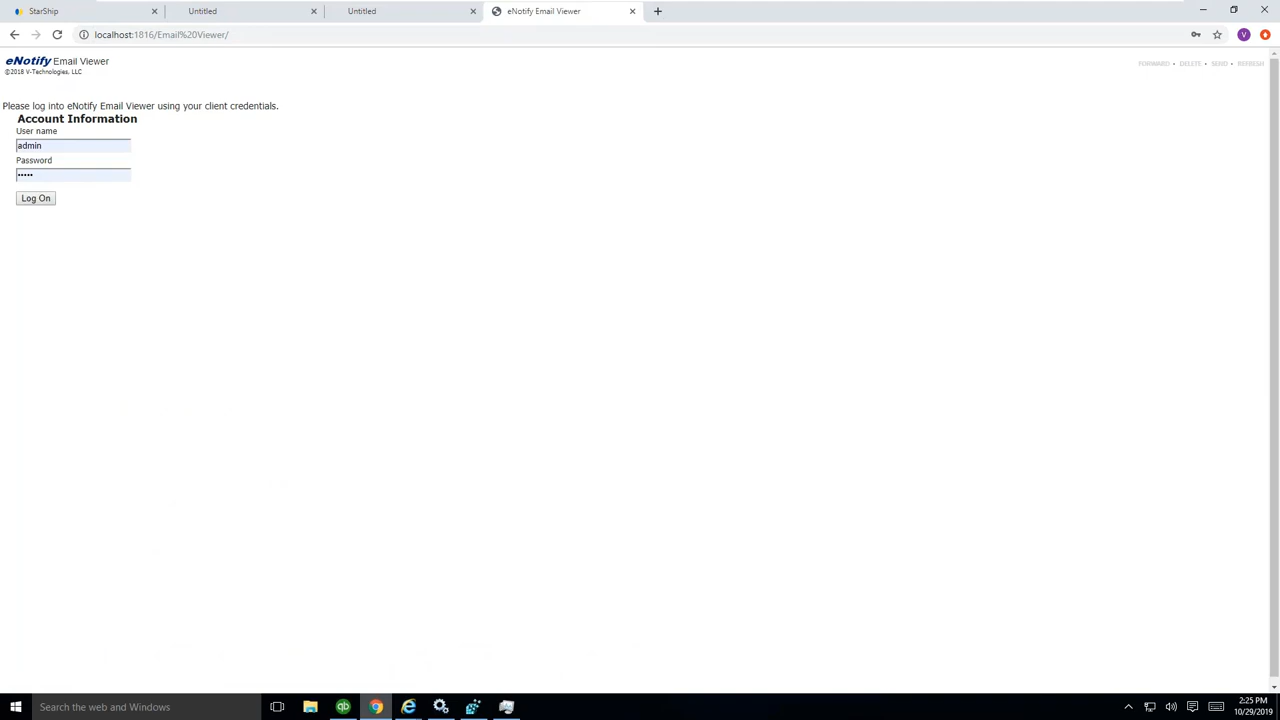 StarShip
Untitled
Untitled
eNotify Email Viewer
localhost:1816/Email%20Viewer/
V
eNotify Email Viewer
©2018 V-Technologies, LLC
FORWARD • DELETE • SEND • REFRESH
Please log into eNotify Email Viewer using your client credentials.
Account Information
User name
admin
Password
•••••
Log On
Search the web and Windows
2:25 PM
10/29/2019